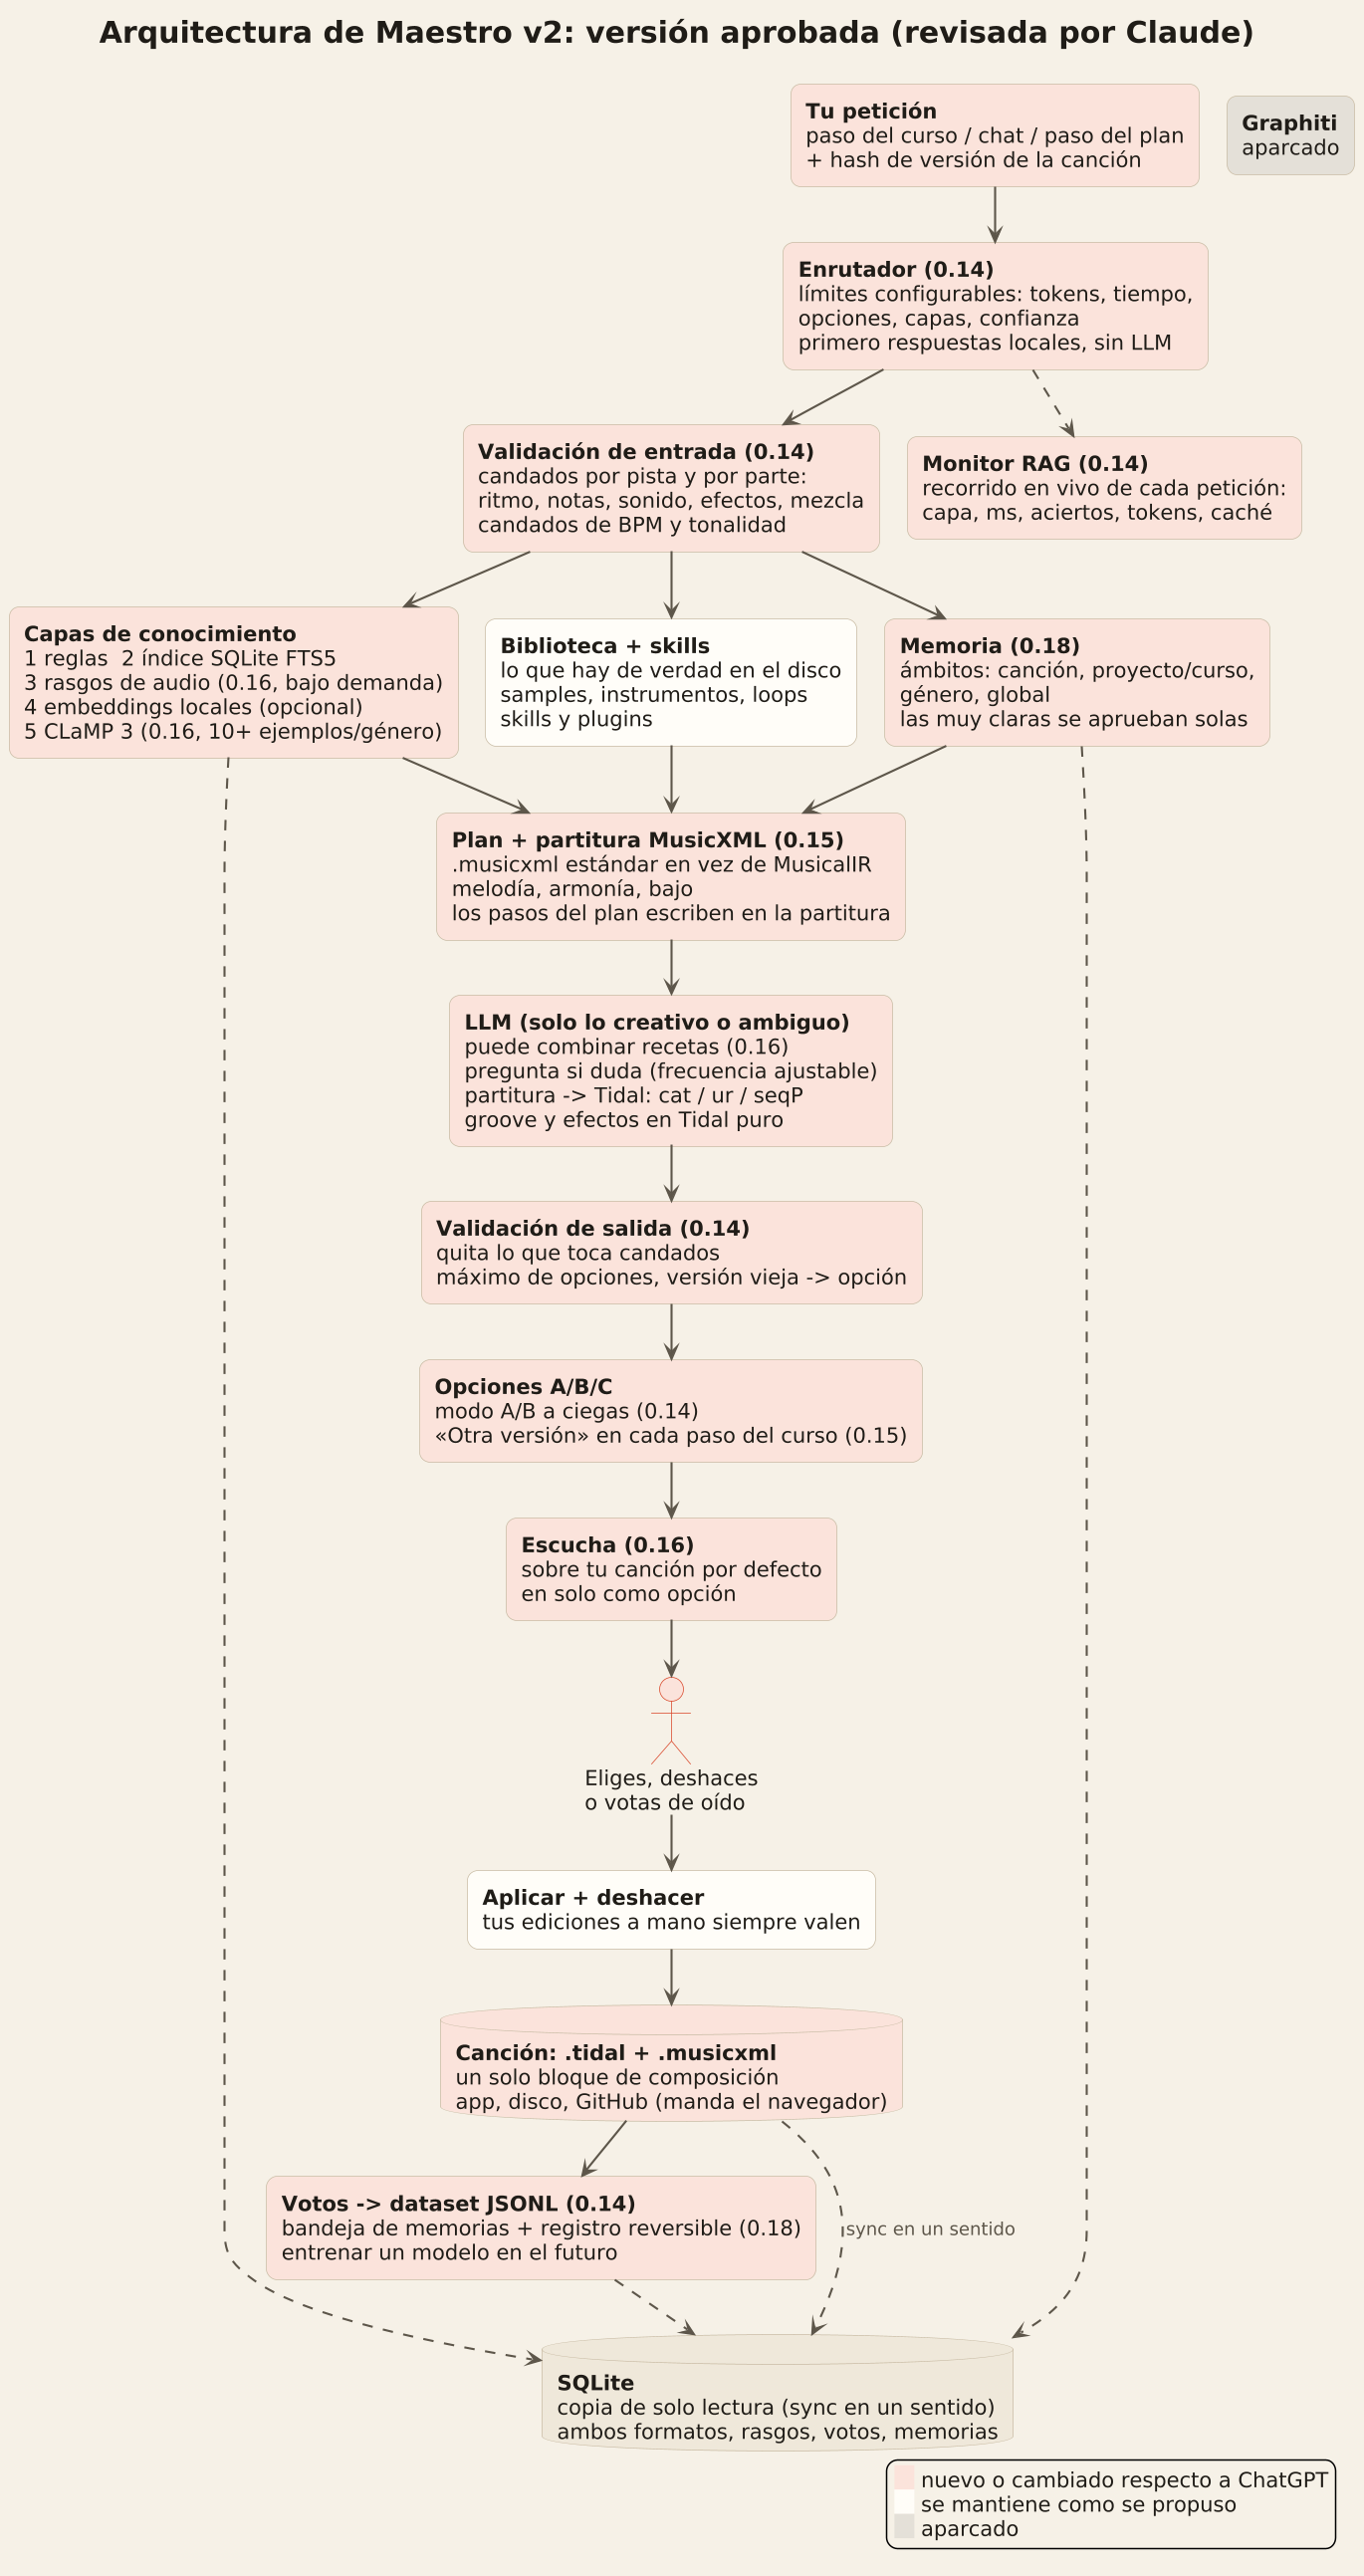 Arquitectura de Maestro v2: versión aprobada (revisada por Claude)
Tu petición
paso del curso / chat / paso del plan
+ hash de versión de la canción
Graphiti
aparcado
Enrutador (0.14)
límites configurables: tokens, tiempo,
opciones, capas, confianza
primero respuestas locales, sin LLM
Validación de entrada (0.14)
candados por pista y por parte:
ritmo, notas, sonido, efectos, mezcla
candados de BPM y tonalidad
Monitor RAG (0.14)
recorrido en vivo de cada petición:
capa, ms, aciertos, tokens, caché
Capas de conocimiento
1 reglas  2 índice SQLite FTS5
3 rasgos de audio (0.16, bajo demanda)
4 embeddings locales (opcional)
5 CLaMP 3 (0.16, 10+ ejemplos/género)
Biblioteca + skills
lo que hay de verdad en el disco
samples, instrumentos, loops
skills y plugins
Memoria (0.18)
ámbitos: canción, proyecto/curso,
género, global
las muy claras se aprueban solas
Plan + partitura MusicXML (0.15)
.musicxml estándar en vez de MusicalIR
melodía, armonía, bajo
los pasos del plan escriben en la partitura
LLM (solo lo creativo o ambiguo)
puede combinar recetas (0.16)
pregunta si duda (frecuencia ajustable)
partitura -> Tidal: cat / ur / seqP
groove y efectos en Tidal puro
Validación de salida (0.14)
quita lo que toca candados
máximo de opciones, versión vieja -> opción
Opciones A/B/C
modo A/B a ciegas (0.14)
«Otra versión» en cada paso del curso (0.15)
Escucha (0.16)
sobre tu canción por defecto
en solo como opción
Eliges, deshaces
o votas de oído
Aplicar + deshacer
tus ediciones a mano siempre valen
Canción: .tidal + .musicxml
un solo bloque de composición
app, disco, GitHub (manda el navegador)
Votos -> dataset JSONL (0.14)
bandeja de memorias + registro reversible (0.18)
entrenar un modelo en el futuro
sync en un sentido
SQLite
copia de solo lectura (sync en un sentido)
ambos formatos, rasgos, votos, memorias
nuevo o cambiado respecto a ChatGPT
se mantiene como se propuso
aparcado